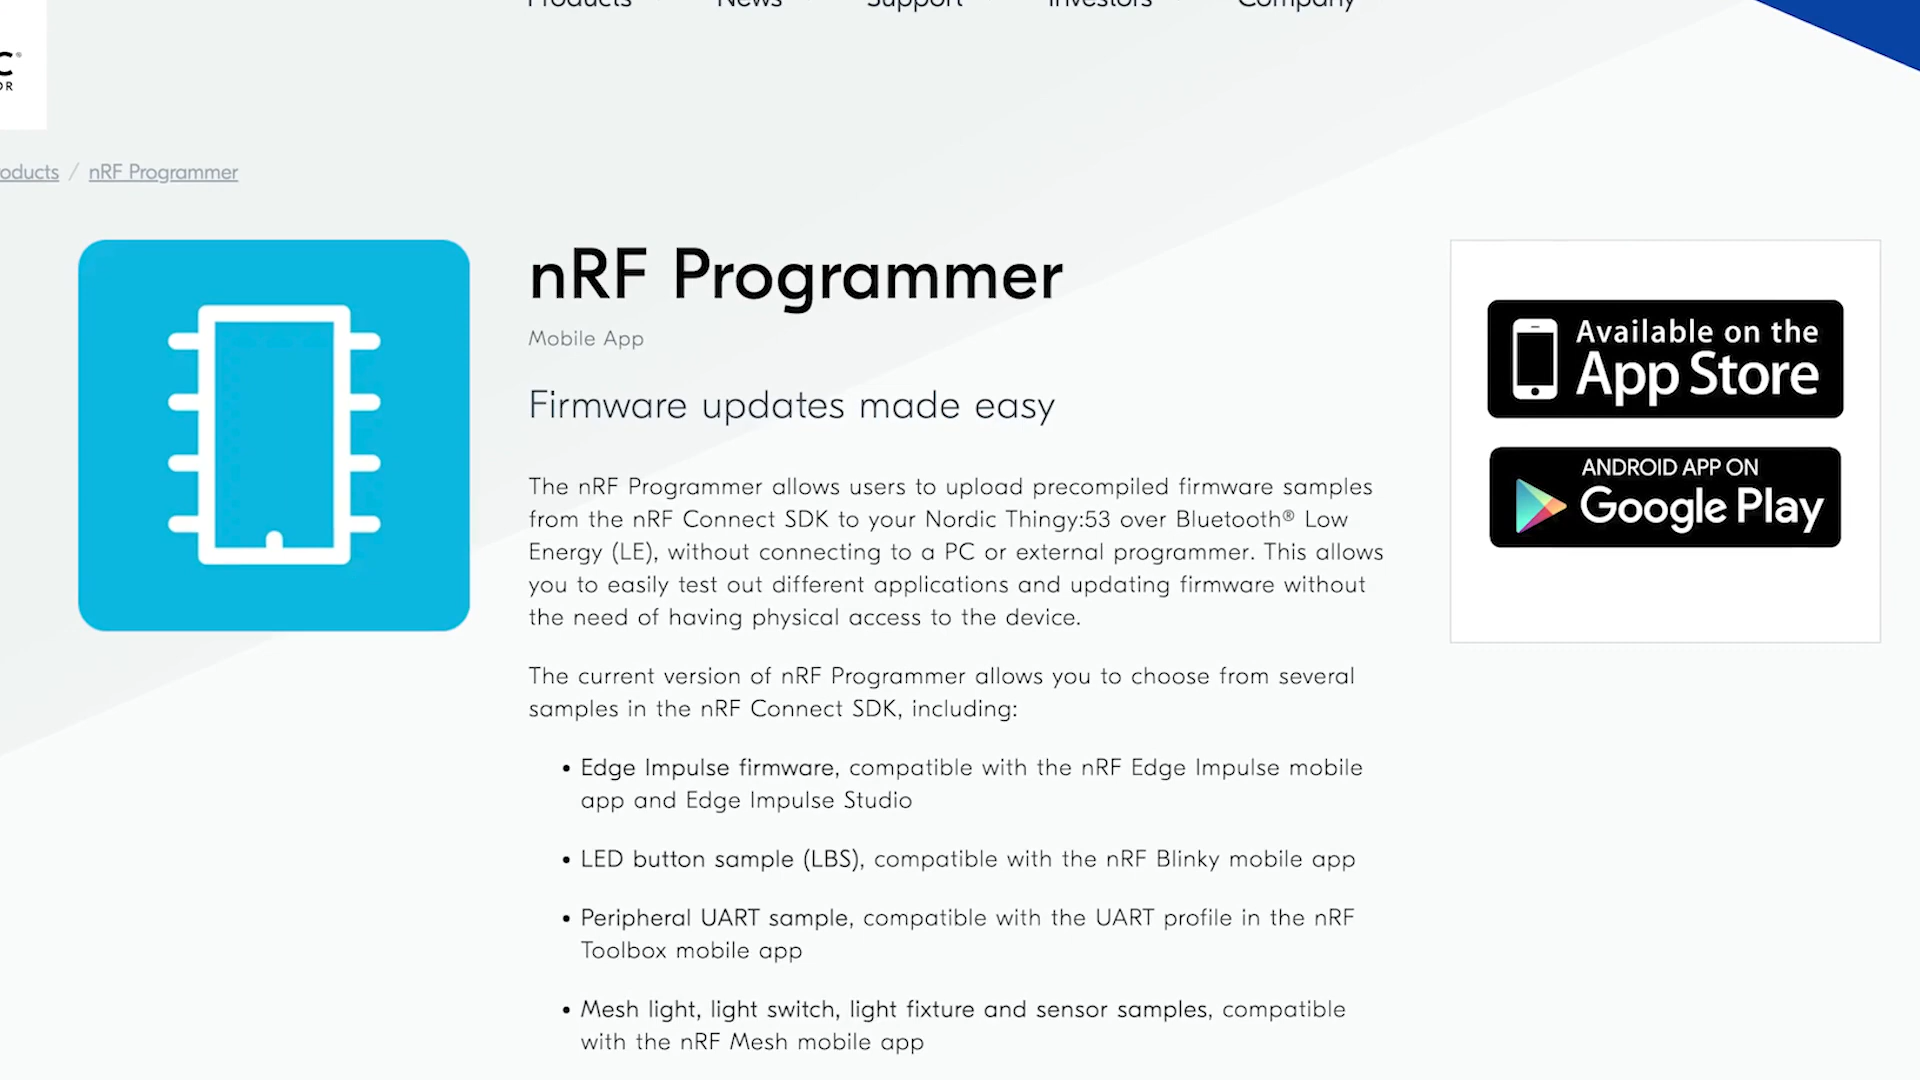 Products News Support Investors Company
C®
OR
oducts / nRF Programmer
nRF Programmer
Mobile App
Firmware updates made easy
The nRF Programmer allows users to upload precompiled firmware samples
from the nRF Connect SDK to your Nordic Thingy:53 over Bluetooth® Low
Energy (LE), without connecting to a PC or external programmer. This allows
you to easily test out different applications and updating firmware without
the need of having physical access to the device.
The current version of nRF Programmer allows you to choose from several
samples in the nRF Connect SDK, including:
• Edge Impulse firmware, compatible with the nRF Edge Impulse mobile
app and Edge Impulse Studio
• LED button sample (LBS), compatible with the nRF Blinky mobile app
• Peripheral UART sample, compatible with the UART profile in the nRF
Toolbox mobile app
• Mesh light, light switch, light fixture and sensor samples, compatible
with the nRF Mesh mobile app
Available on the
App Store
ANDROID APP ON
Google Play